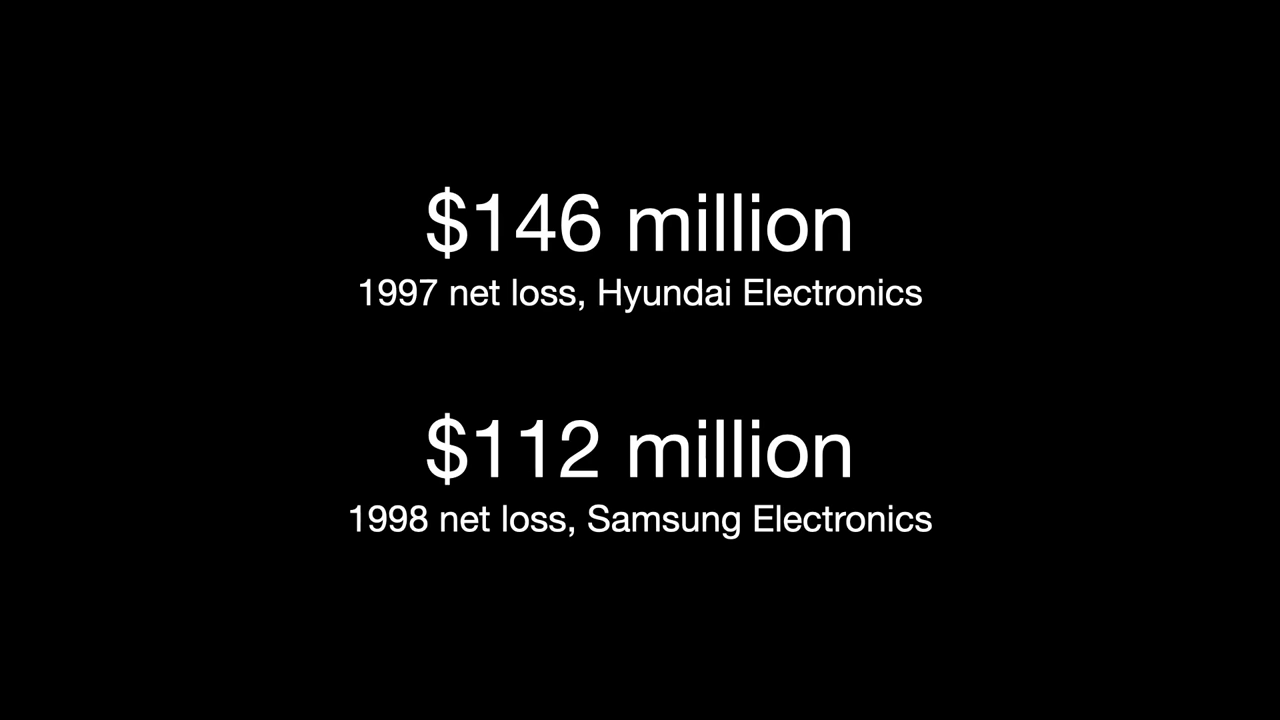 $146 million
1997 net loss, Hyundai Electronics
$112 million
1998 net loss, Samsung Electronics